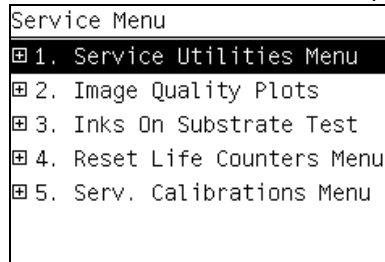 Service Menu
⊞ 1. Service Utilities Menu
⊞ 2. Image Quality Plots
⊞ 3. Inks On Substrate Test
⊞ 4. Reset Life Counters Menu
⊞ 5. Serv. Calibrations Menu